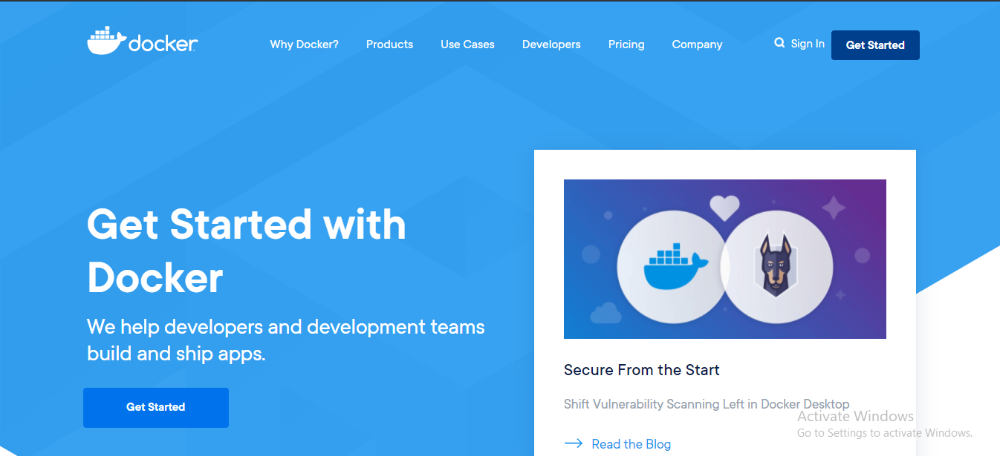 docker
Why Docker?
Products
Use Cases
Developers
Pricing
Company
Sign In
Get Started
Get Started with
Docker
We help developers and development teams
build and ship apps.
Get Started
Secure From the Start
Shift Vulnerability Scanning Left in Docker Desktop
Read the Blog
Activate Windows
Go to Settings to activate Windows.